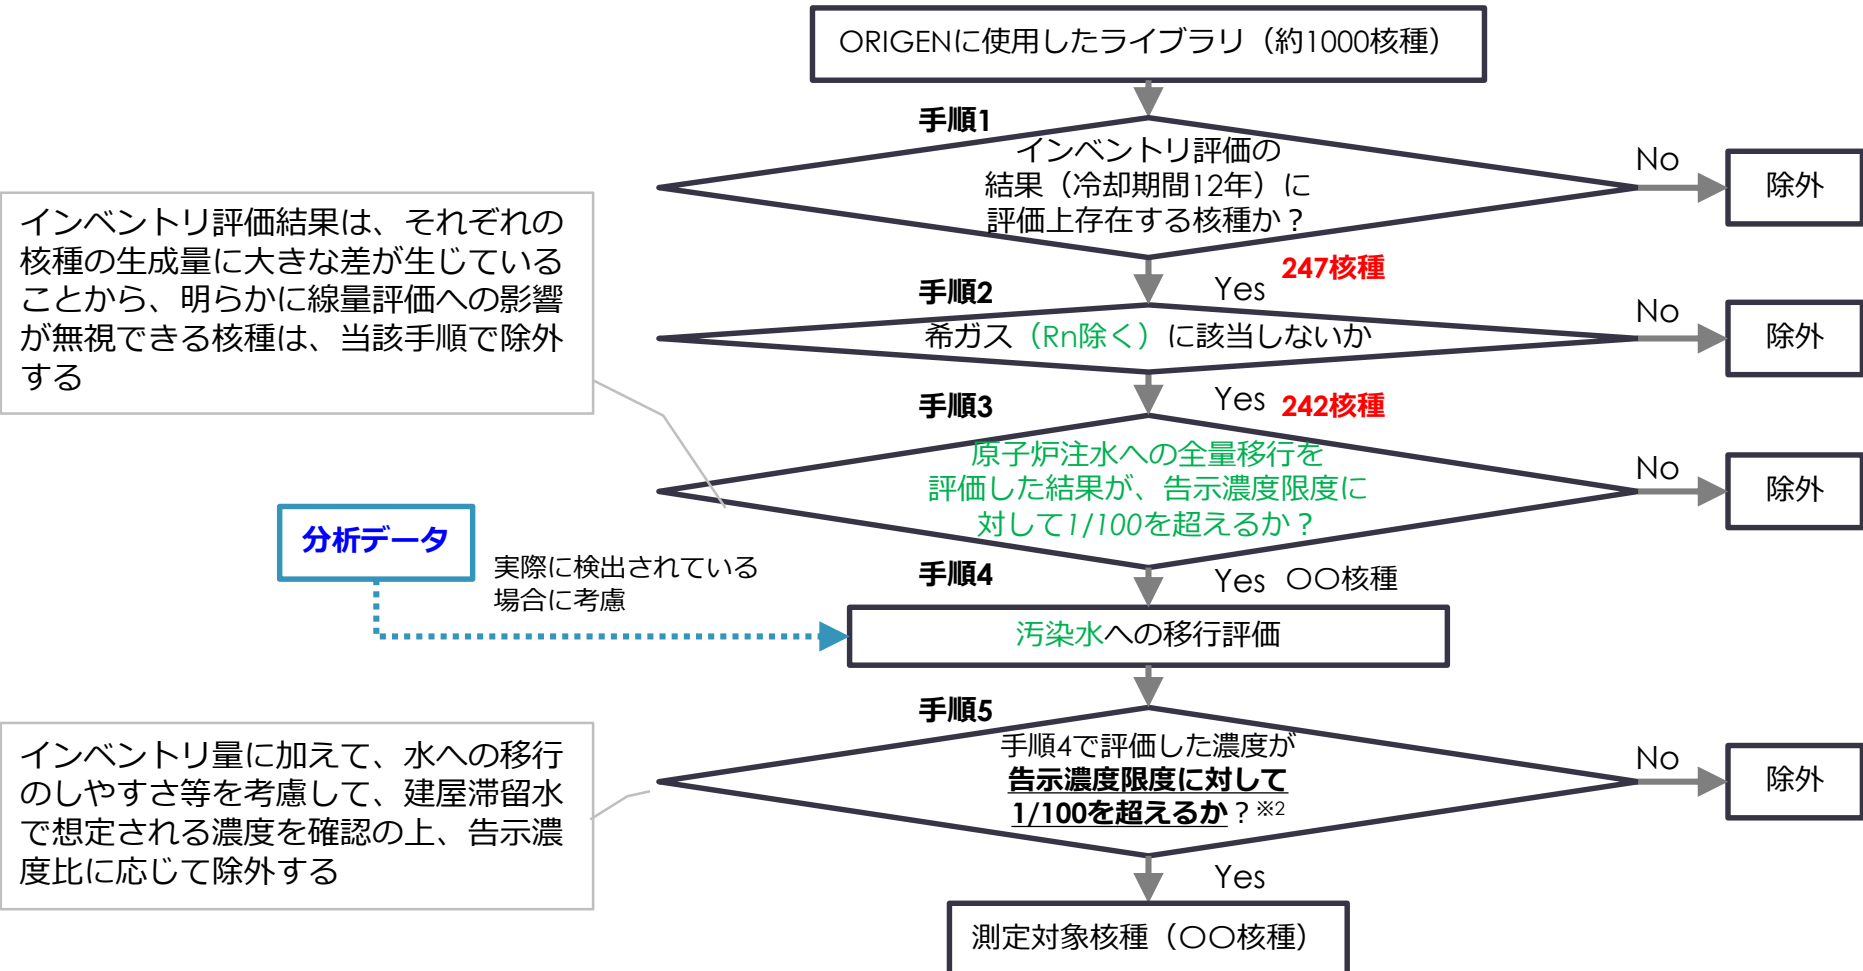 ORIGENに使用したライブラリ（約1000核種）
手順1
インベントリ評価の
結果（冷却期間12年）に
評価上存在する核種か？
No
除外
インベントリ評価結果は、それぞれの
核種の生成量に大きな差が生じている
ことから、明らかに線量評価への影響
が無視できる核種は、当該手順で除外
する
Yes
247核種
手順2
希ガス（Rn除く）に該当しないか
No
除外
Yes
242核種
手順3
原子炉注水への全量移行を
評価した結果が、告示濃度限度に
対して1/100を超えるか？
No
除外
分析データ
実際に検出されている
場合に考慮
手順4
Yes
〇〇核種
汚染水への移行評価
手順5
手順4で評価した濃度が
告示濃度限度に対して
1/100を超えるか？※2
No
除外
インベントリ量に加えて、水への移行
のしやすさ等を考慮して、建屋滞留水
で想定される濃度を確認の上、告示濃
度比に応じて除外する
Yes
測定対象核種（〇〇核種）